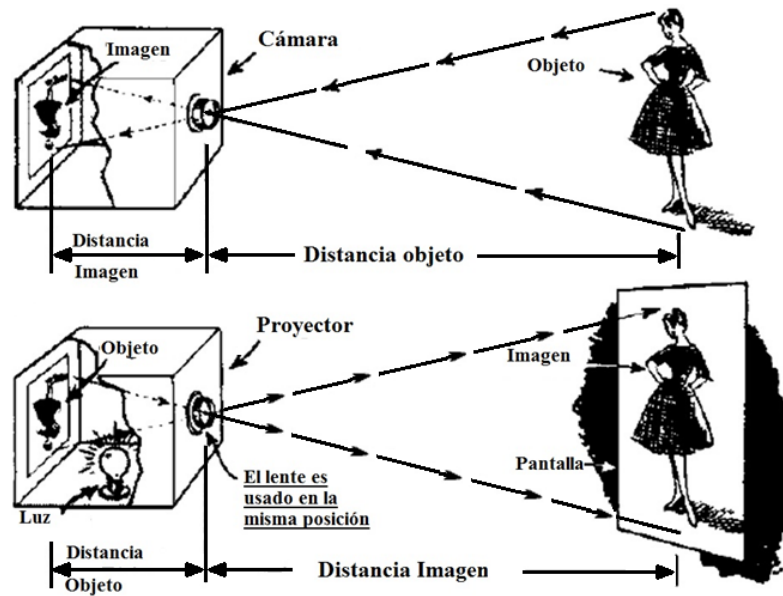 Imagen
Cámara
Objeto
Distancia
Imagen
Distancia objeto
Objeto
Proyector
Imagen
Pantalla
El lente es
usado en la
misma posición
Luz
Distancia
Objeto
Distancia Imagen